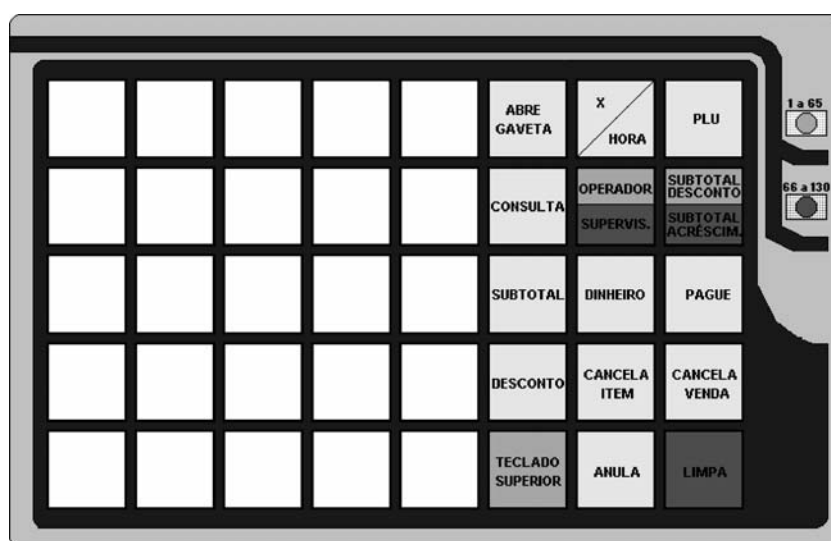 ABRE
GAVETA
X
HORA
PLU
1 a 65
CONSULTA
OPERADOR
SUPERVIS.
SUBTOTAL
DESCONTO
SUBTOTAL
ACRÉSCIM.
66 a 130
SUBTOTAL
DINHEIRO
PAGUE
DESCONTO
CANCELA
ITEM
CANCELA
VENDA
TECLADO
SUPERIOR
ANULA
LIMPA